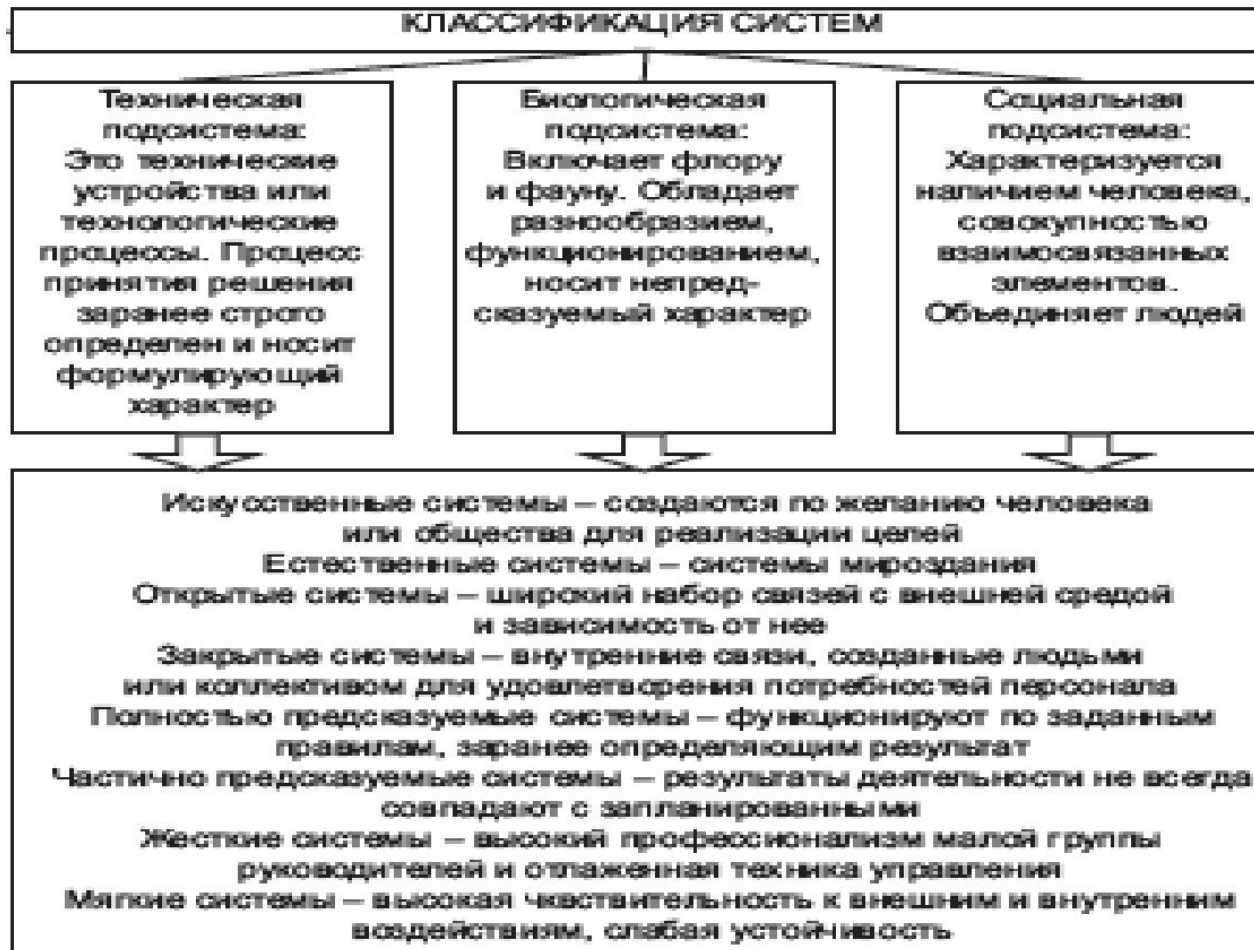 КЛАССИФИКАЦИЯ СИСТЕМ
Техническая
подсистема:
Это технические
устройства или
технологические
процессы. Процесс
принятия решения
заранее строго
определен и носит
формулирующий
характер
Биологическая
подсистема:
Включает флору
и фауну. Обладает
разнообразием,
функционированием,
носит непред-
сказуемый характер
Социальная
подсистема:
Характеризуется
наличием человека,
совокупностью
взаимосвязанных
элементов.
Объединяет людей
Искусственные системы – создаются по желанию человека
или общества для реализации целей
Естественные системы – системы мироздания
Открытые системы – широкий набор связей с внешней средой
и зависимость от нее
Закрытые системы – внутренние связи, созданные людьми
или коллективом для удовлетворения потребностей персонала
Полностью предсказуемые системы – функционируют по заданным
правилам, заранее определяющим результат
Частично предсказуемые системы – результаты деятельности не всегда
совпадают с запланированными
Жесткие системы – высокий профессионализм малой группы
руководителей и отлаженная техника управления
Мягкие системы – высокая чувствительность к внешним и внутренним
воздействиям, слабая устойчивость